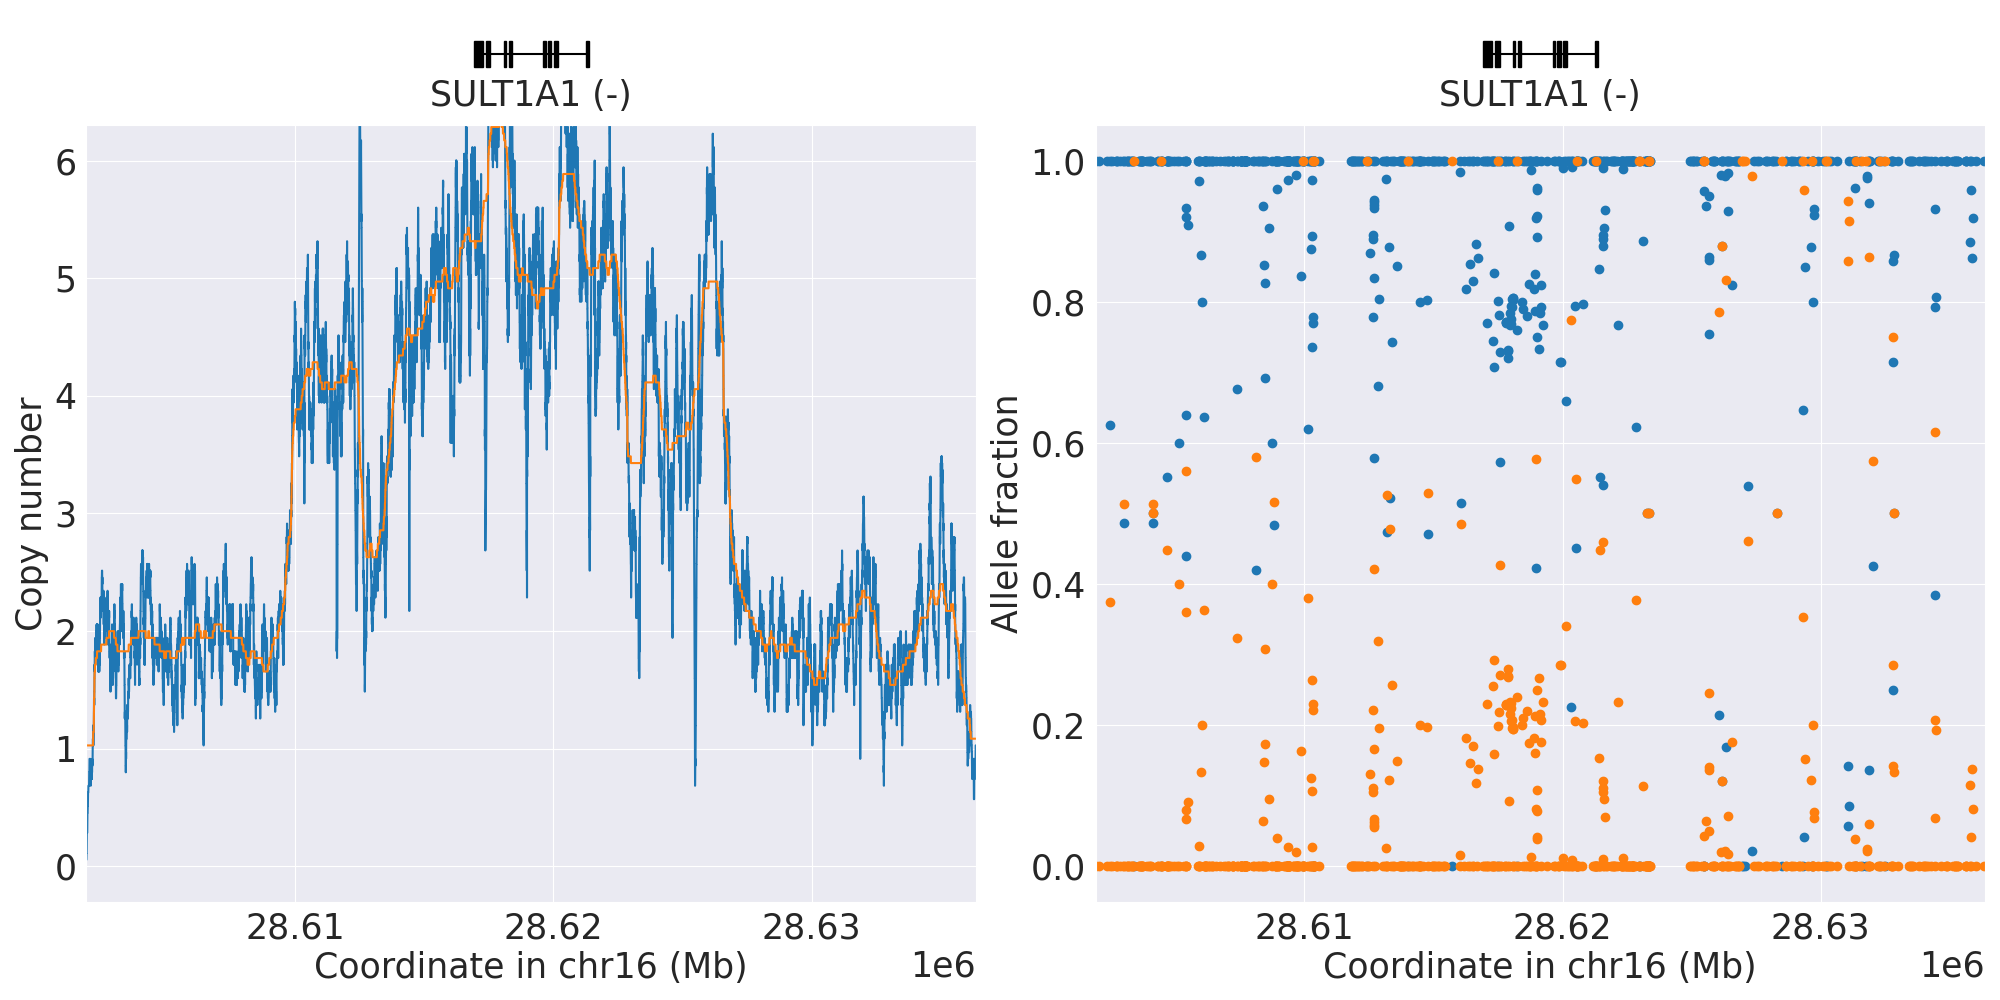 SULT1A1 (-)
Copy number
6
5
4
3
2
1
0
28.61
28.62
28.63
Coordinate in chr16 (Mb)
1e6
SULT1A1 (-)
Allele fraction
1.0
0.8
0.6
0.4
0.2
0.0
28.61
28.62
28.63
Coordinate in chr16 (Mb)
1e6